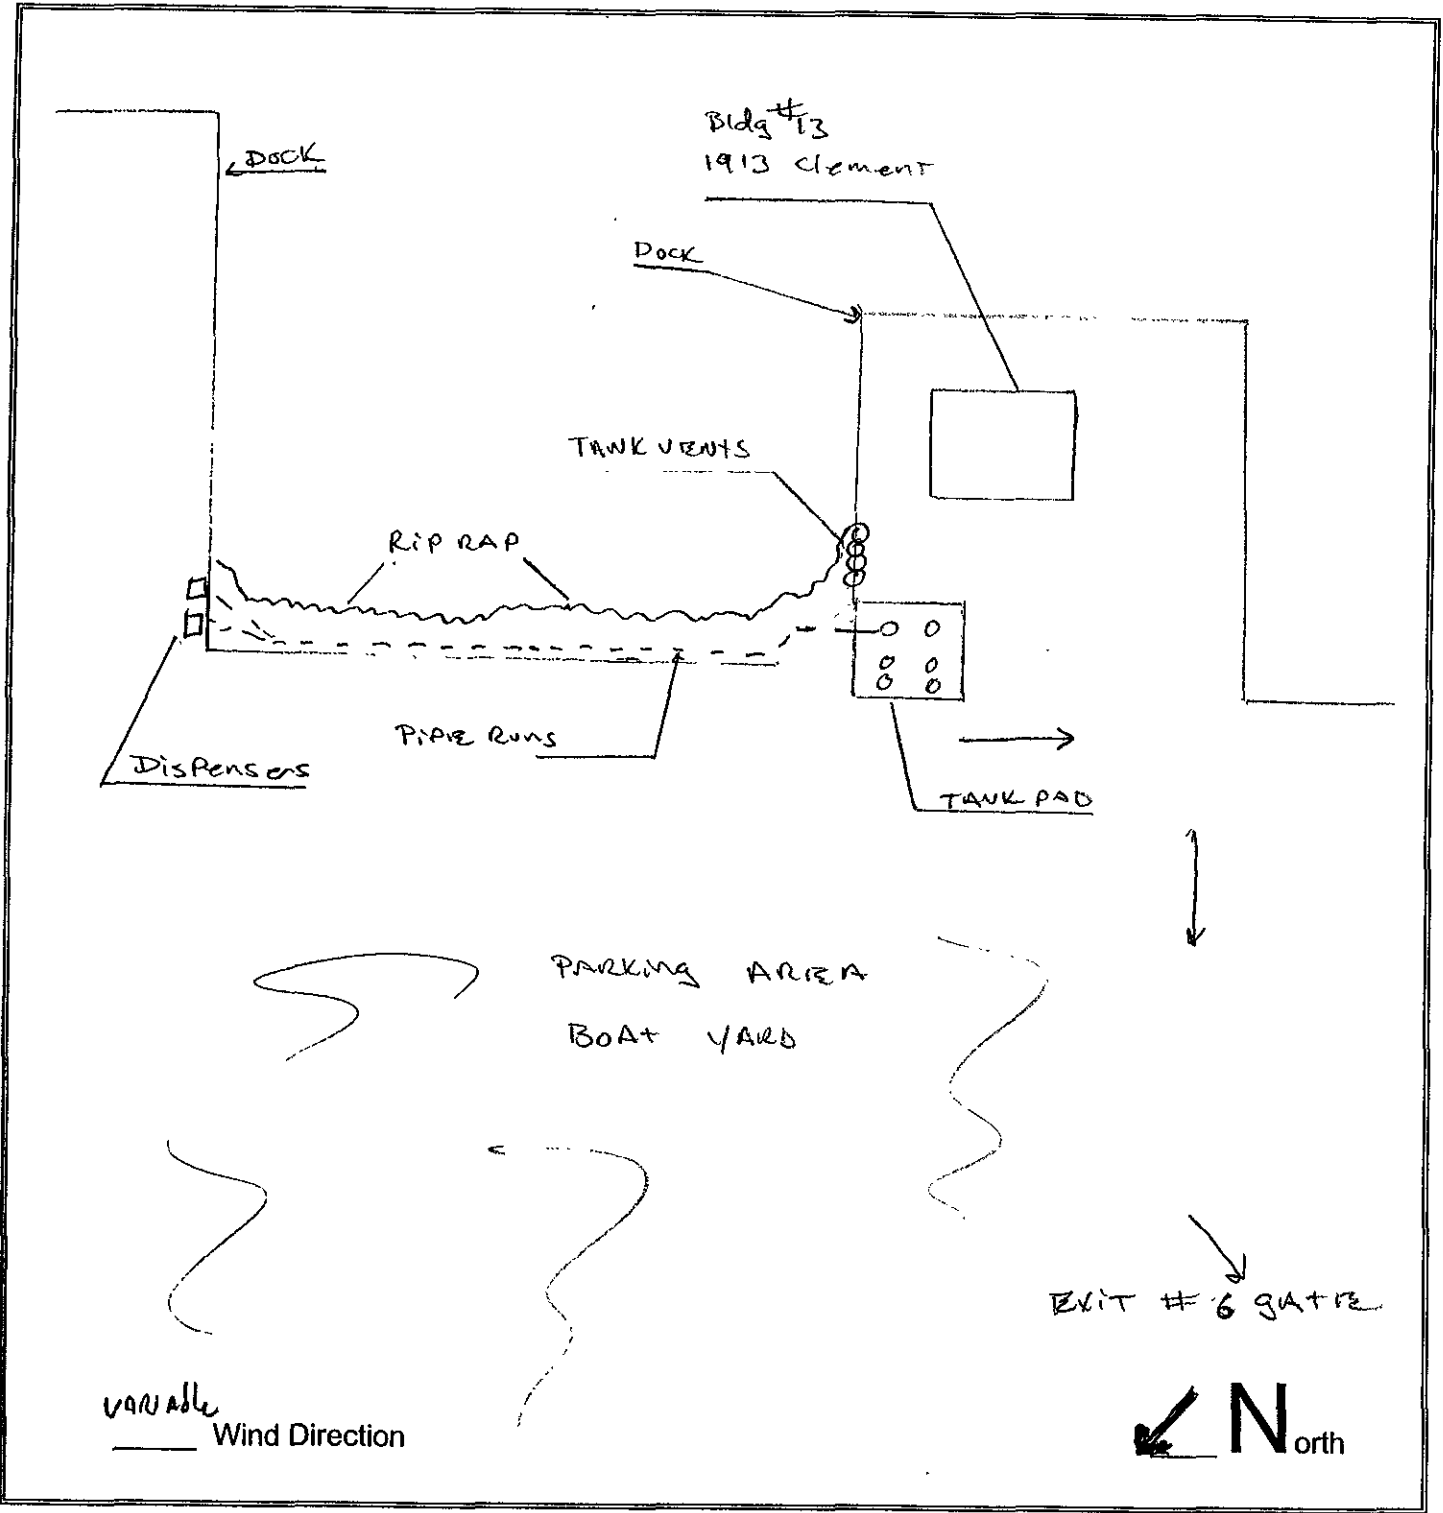 Bldg #13
1913 Clement
DOCK
DOCK
TANK VENTS
RIP RAP
PIPE RUNS
Dispensers
TANK PAD
PARKING AREA
BOAT YARD
EXIT # 6 GATE
VARIABLE
Wind Direction
North